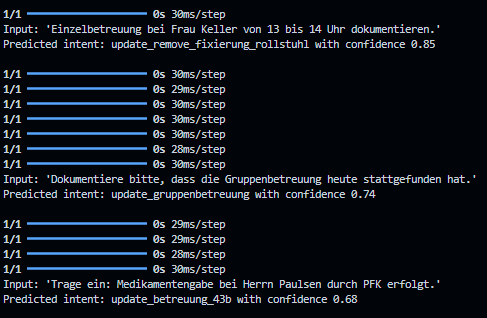 1/1 ━━━━━━━━━━━━━━━━━━━━ 0s 30ms/step
Input: 'Einzelbetreuung bei Frau Keller von 13 bis 14 Uhr dokumentieren.'
Predicted intent: update_remove_fixierung_rollstuhl with confidence 0.85
1/1 ━━━━━━━━━━━━━━━━━━━━ 0s 30ms/step
1/1 ━━━━━━━━━━━━━━━━━━━━ 0s 29ms/step
1/1 ━━━━━━━━━━━━━━━━━━━━ 0s 30ms/step
1/1 ━━━━━━━━━━━━━━━━━━━━ 0s 30ms/step
1/1 ━━━━━━━━━━━━━━━━━━━━ 0s 30ms/step
1/1 ━━━━━━━━━━━━━━━━━━━━ 0s 28ms/step
1/1 ━━━━━━━━━━━━━━━━━━━━ 0s 30ms/step
Input: 'Dokumentiere bitte, dass die Gruppenbetreuung heute stattgefunden hat.'
Predicted intent: update_gruppenbetreuung with confidence 0.74
1/1 ━━━━━━━━━━━━━━━━━━━━ 0s 29ms/step
1/1 ━━━━━━━━━━━━━━━━━━━━ 0s 29ms/step
1/1 ━━━━━━━━━━━━━━━━━━━━ 0s 28ms/step
1/1 ━━━━━━━━━━━━━━━━━━━━ 0s 30ms/step
Input: 'Trage ein: Medikamentengabe bei Herrn Paulsen durch PFK erfolgt.'
Predicted intent: update_betreuung_43b with confidence 0.68